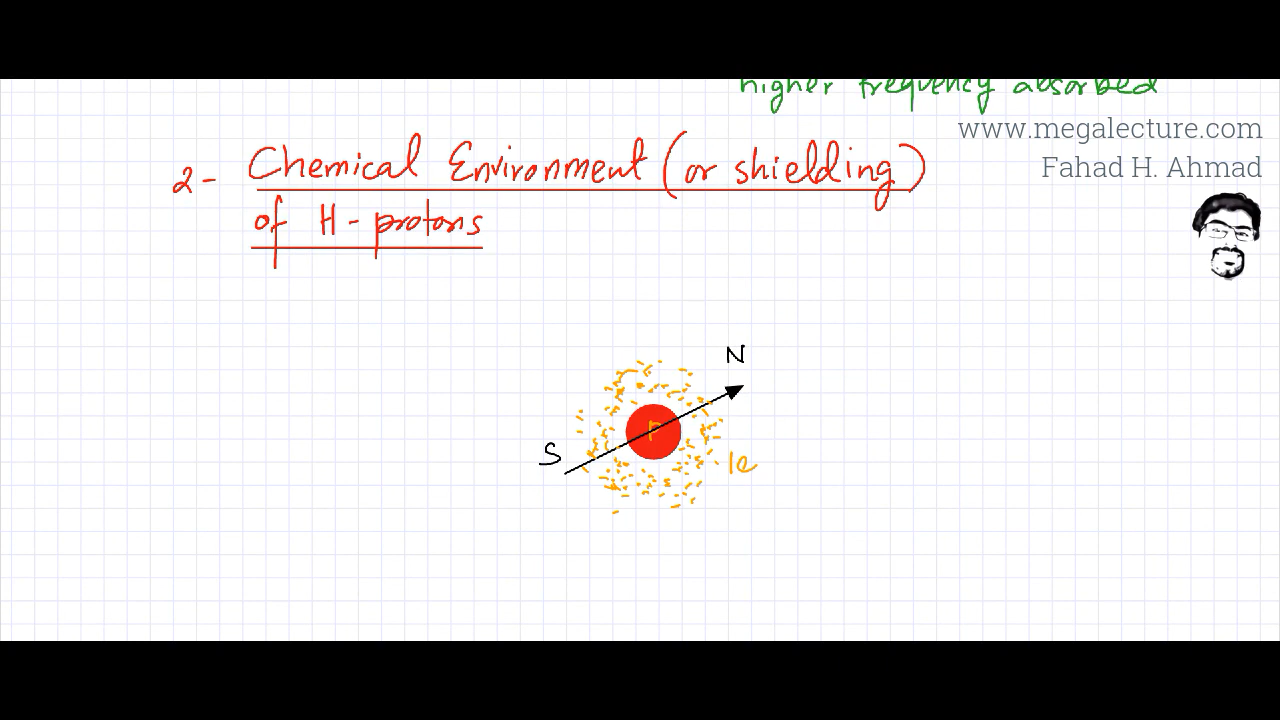 higher frequency absorbed
www.megalecture.com
Fahad H. Ahmad
2- Chemical Environment (or shielding)
of H-protons
N
P
S
1e